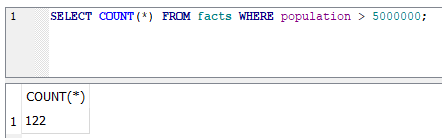 1 SELECT COUNT(*) FROM facts WHERE population > 5000000;
COUNT(*)
1 122